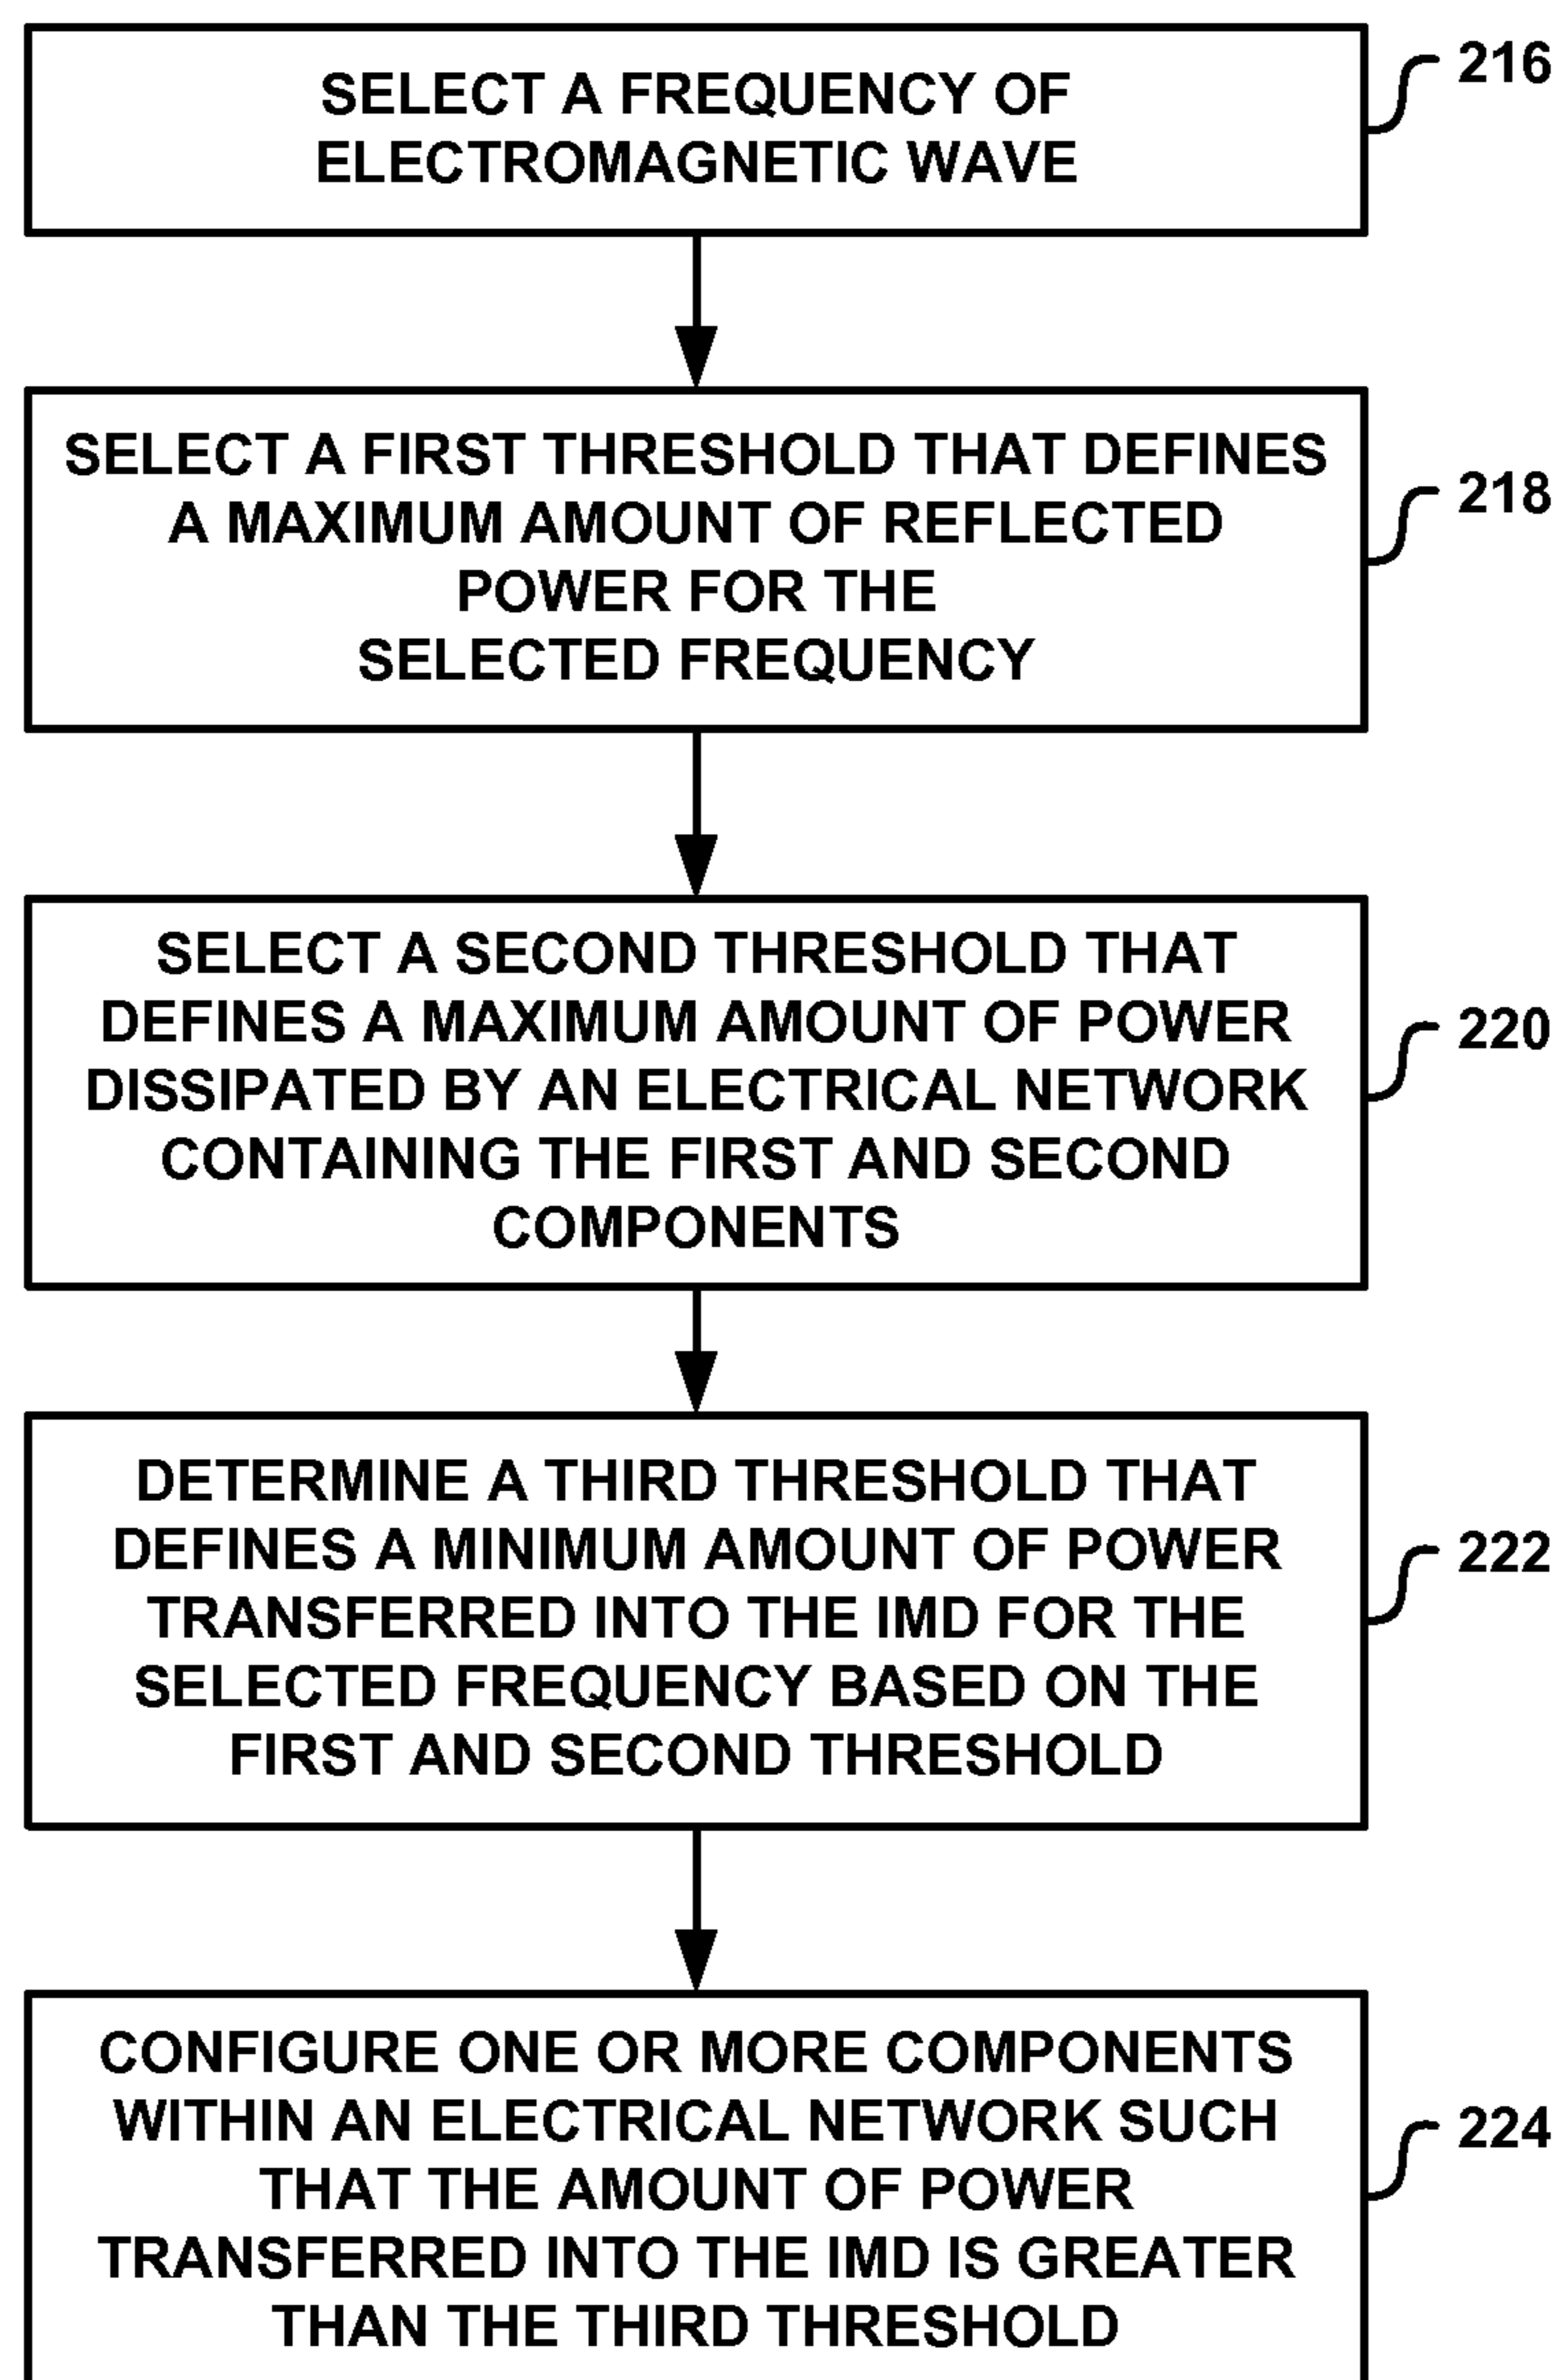 SELECT A FREQUENCY OF
ELECTROMAGNETIC WAVE
216
SELECT A FIRST THRESHOLD THAT DEFINES
A MAXIMUM AMOUNT OF REFLECTED
POWER FOR THE
SELECTED FREQUENCY
218
SELECT A SECOND THRESHOLD THAT
DEFINES A MAXIMUM AMOUNT OF POWER
DISSIPATED BY AN ELECTRICAL NETWORK
CONTAINING THE FIRST AND SECOND
COMPONENTS
220
DETERMINE A THIRD THRESHOLD THAT
DEFINES A MINIMUM AMOUNT OF POWER
TRANSFERRED INTO THE IMD FOR THE
SELECTED FREQUENCY BASED ON THE
FIRST AND SECOND THRESHOLD
222
CONFIGURE ONE OR MORE COMPONENTS
WITHIN AN ELECTRICAL NETWORK SUCH
THAT THE AMOUNT OF POWER
TRANSFERRED INTO THE IMD IS GREATER
THAN THE THIRD THRESHOLD
224